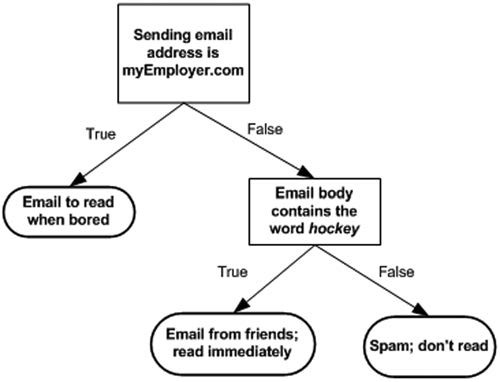 Sending email
address is
myEmployer.com
True
False
Email to read
when bored
Email body
contains the
word hockey
True
False
Email from friends;
read immediately
Spam; don't read